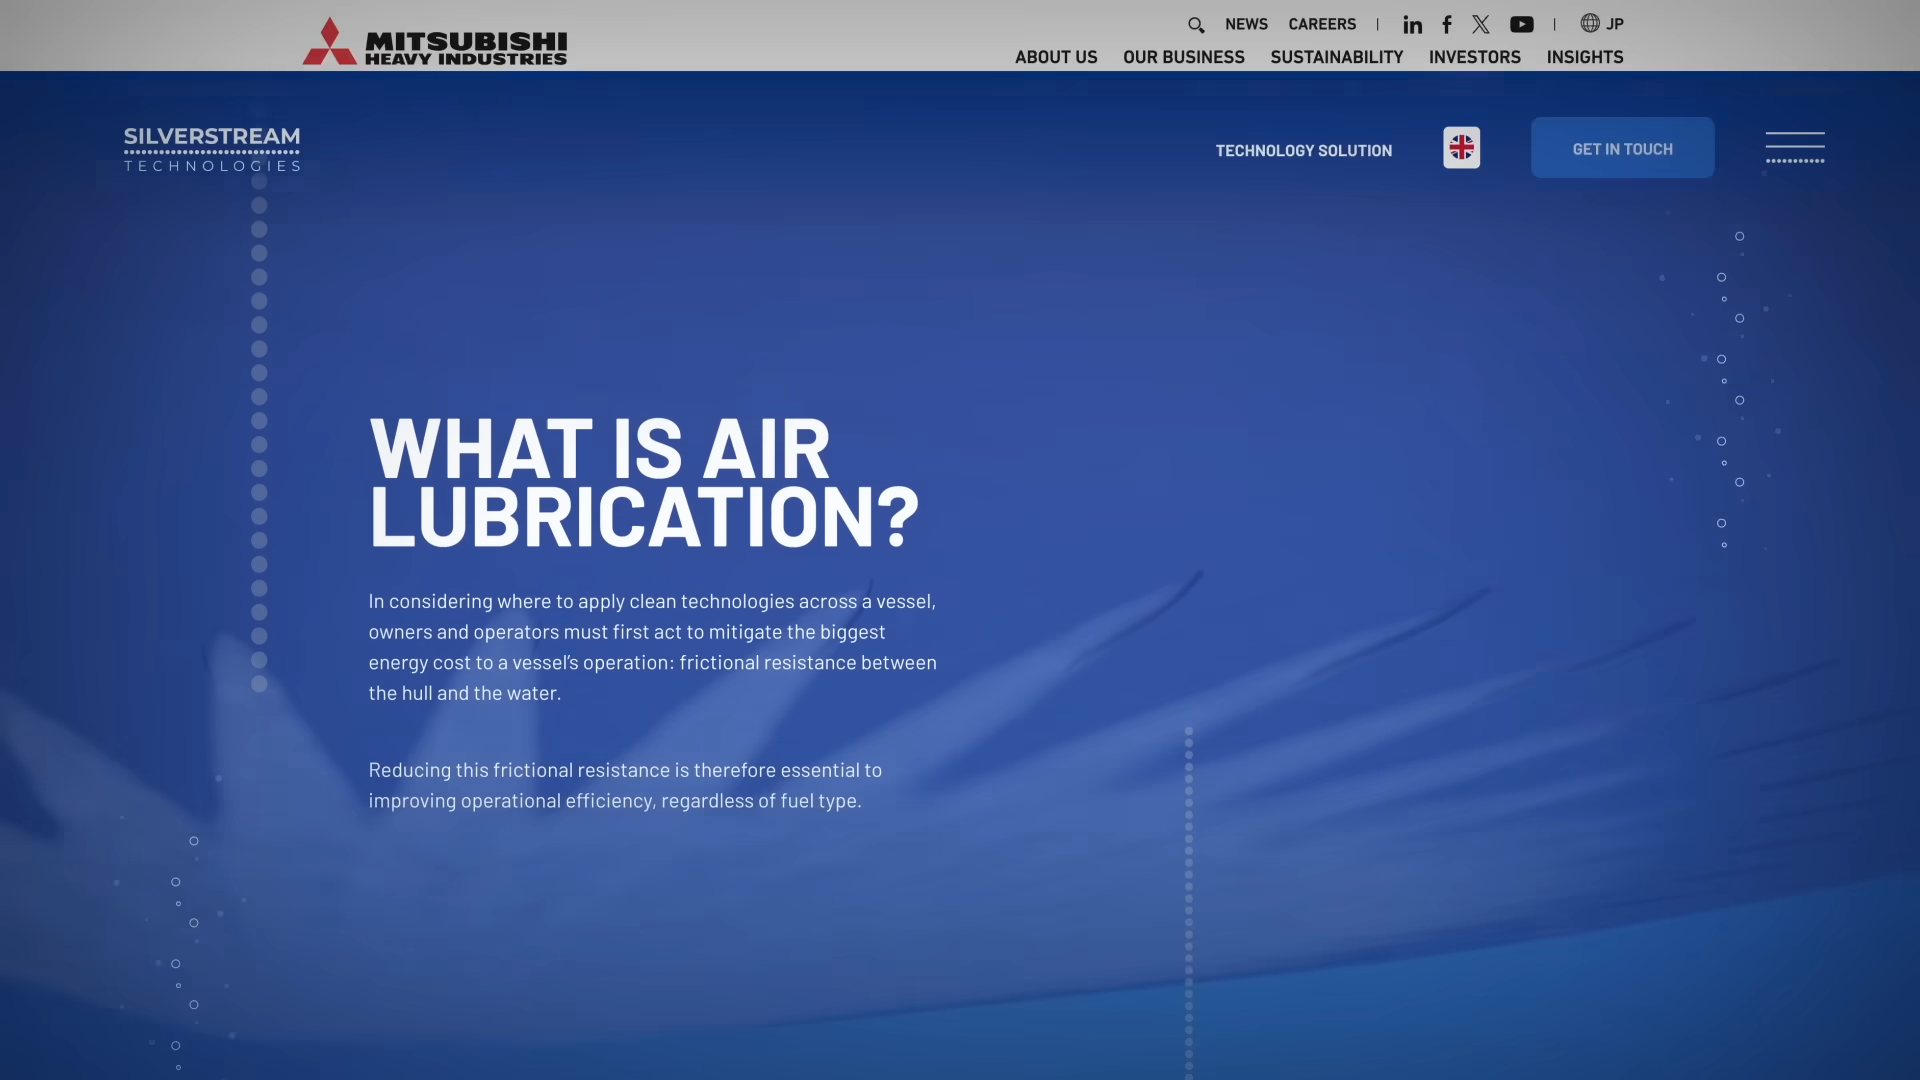 MITSUBISHI
HEAVY INDUSTRIES
NEWS CAREERS JP
ABOUT US OUR BUSINESS SUSTAINABILITY INVESTORS INSIGHTS
SILVERSTREAM
TECHNOLOGIES
TECHNOLOGY SOLUTION
GET IN TOUCH
WHAT IS AIR
LUBRICATION?
In considering where to apply clean technologies across a vessel,
owners and operators must first act to mitigate the biggest
energy cost to a vessel’s operation: frictional resistance between
the hull and the water.
Reducing this frictional resistance is therefore essential to
improving operational efficiency, regardless of fuel type.